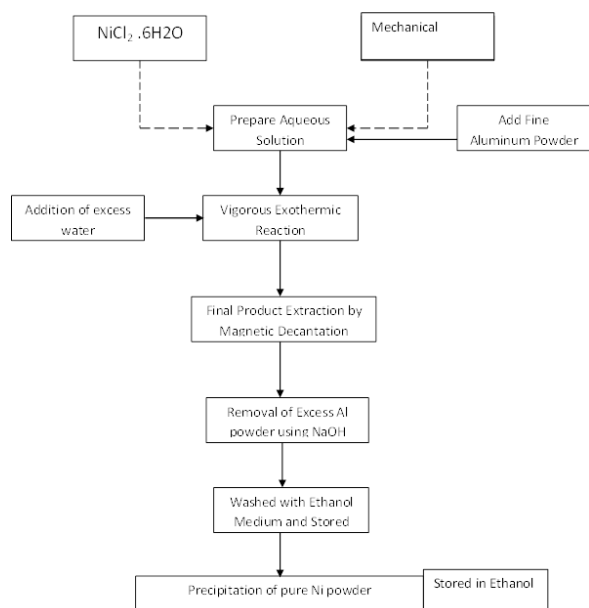 NiCl₂ .6H2O
Mechanical
Prepare Aqueous
Solution
Add Fine
Aluminum Powder
Addition of excess
water
Vigorous Exothermic
Reaction
Final Product Extraction by
Magnetic Decantation
Removal of Excess Al
powder using NaOH
Washed with Ethanol
Medium and Stored
Precipitation of pure Ni powder
Stored in Ethanol